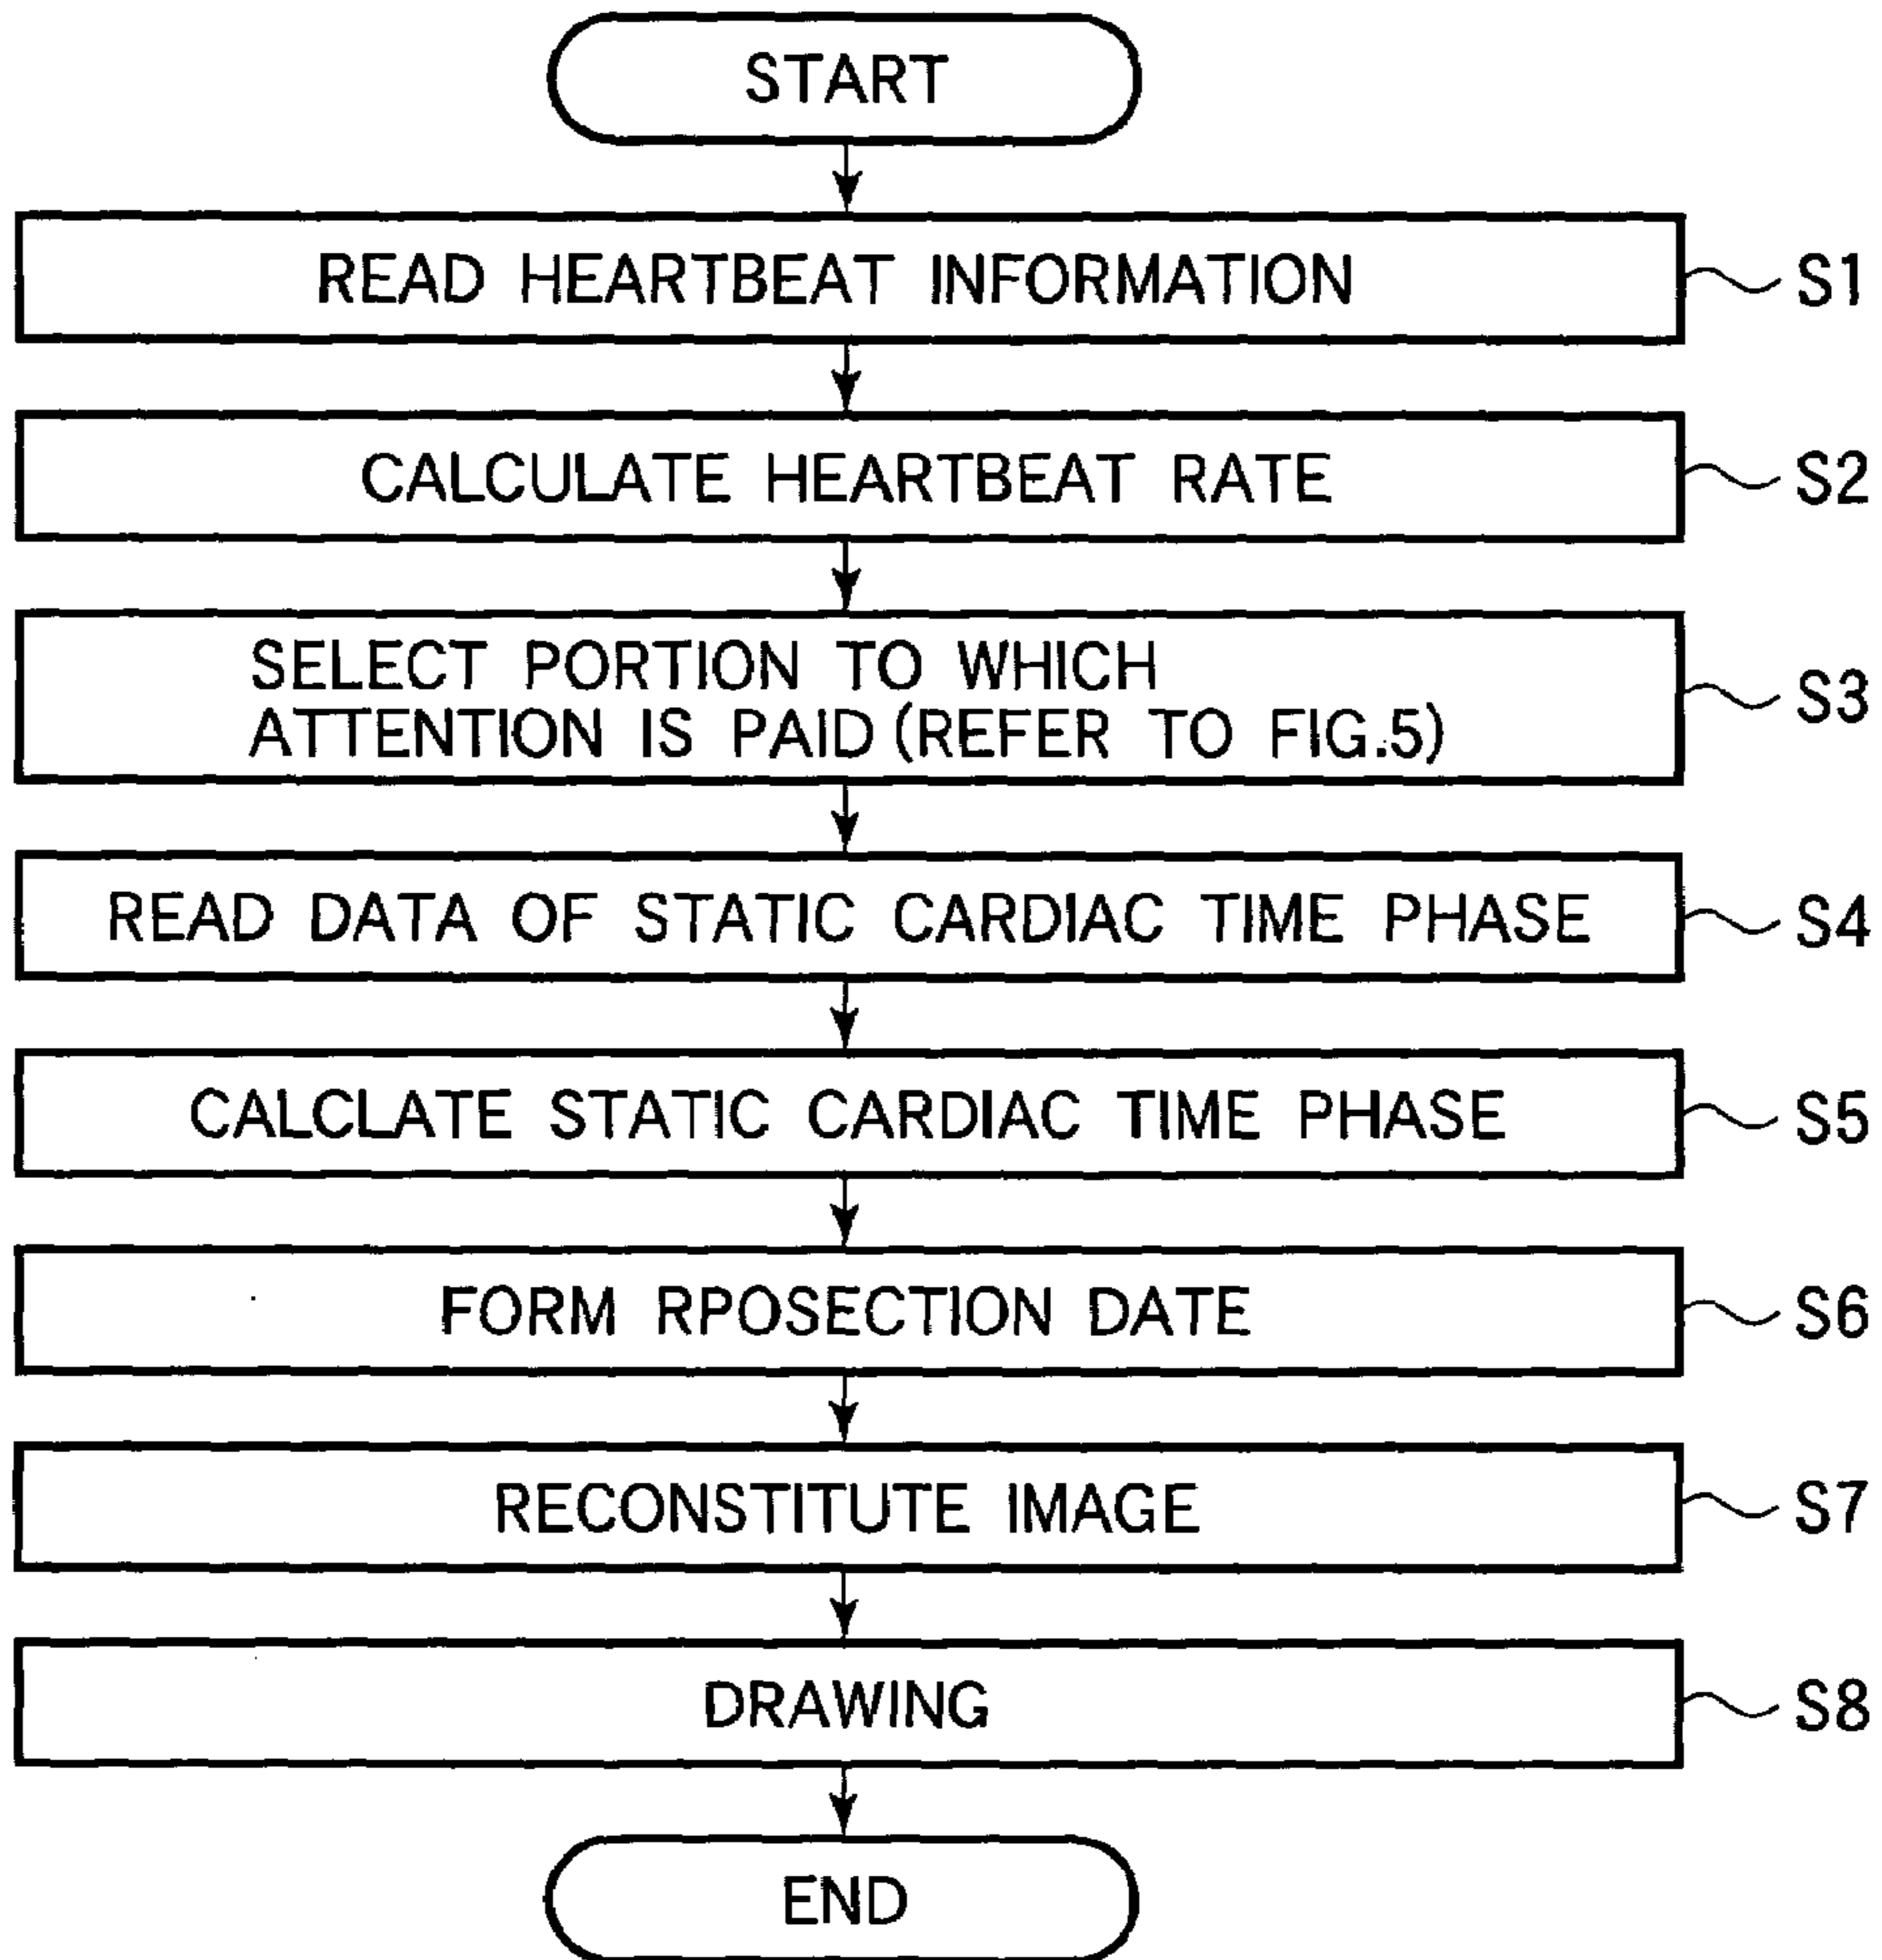 START
READ HEARTBEAT INFORMATION
S1
CALCULATE HEARTBEAT RATE
S2
SELECT PORTION TO WHICH
ATTENTION IS PAID (REFER TO FIG.5)
S3
READ DATA OF STATIC CARDIAC TIME PHASE
S4
CALCLATE STATIC CARDIAC TIME PHASE
S5
FORM RPOSECTION DATE
S6
RECONSTITUTE IMAGE
S7
DRAWING
S8
END